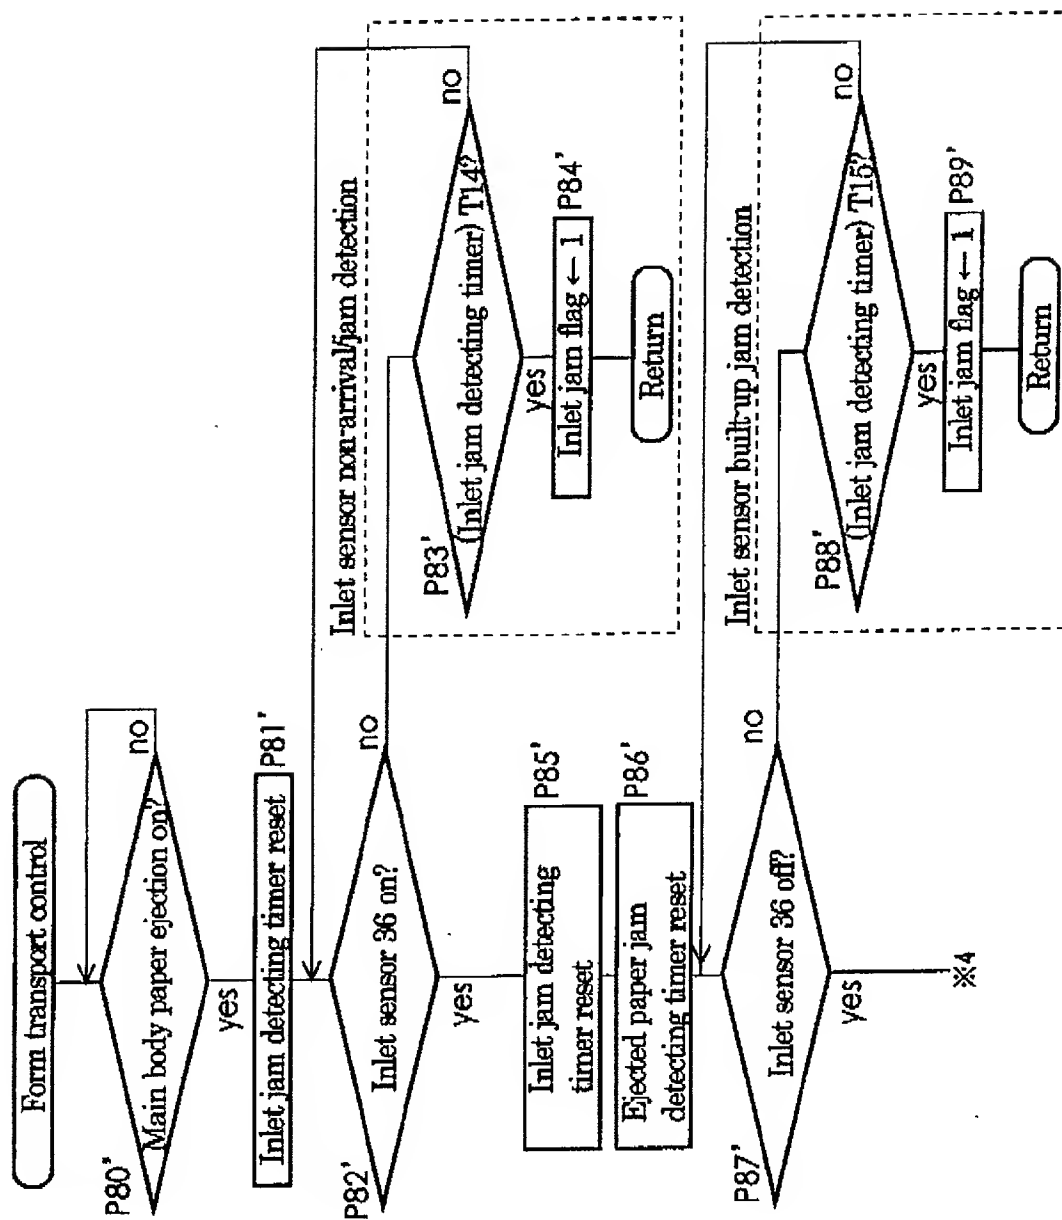 Form transport control
P80'
Main body paper ejection on?
no
yes
Inlet jam detecting timer reset
P81'
P82'
Inlet sensor 36 on?
no
yes
Inlet sensor non-arrival/jam detection
P83'
(Inlet jam detecting timer) T14?
no
yes
Inlet jam flag ← 1
P84'
Return
Inlet jam detecting
timer reset
P85'
Ejected paper jam
detecting timer reset
P86'
P87'
Inlet sensor 36 off?
no
yes
※4
Inlet sensor built-up jam detection
P88'
(Inlet jam detecting timer) T15?
no
yes
Inlet jam flag ← 1
P89'
Return